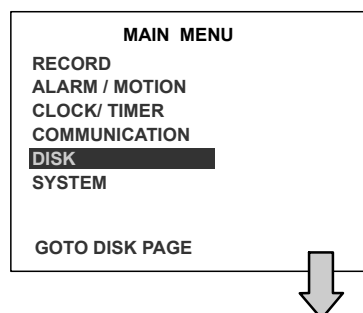 MAIN MENU
RECORD
ALARM / MOTION
CLOCK/ TIMER
COMMUNICATION
DISK
SYSTEM
GOTO DISK PAGE